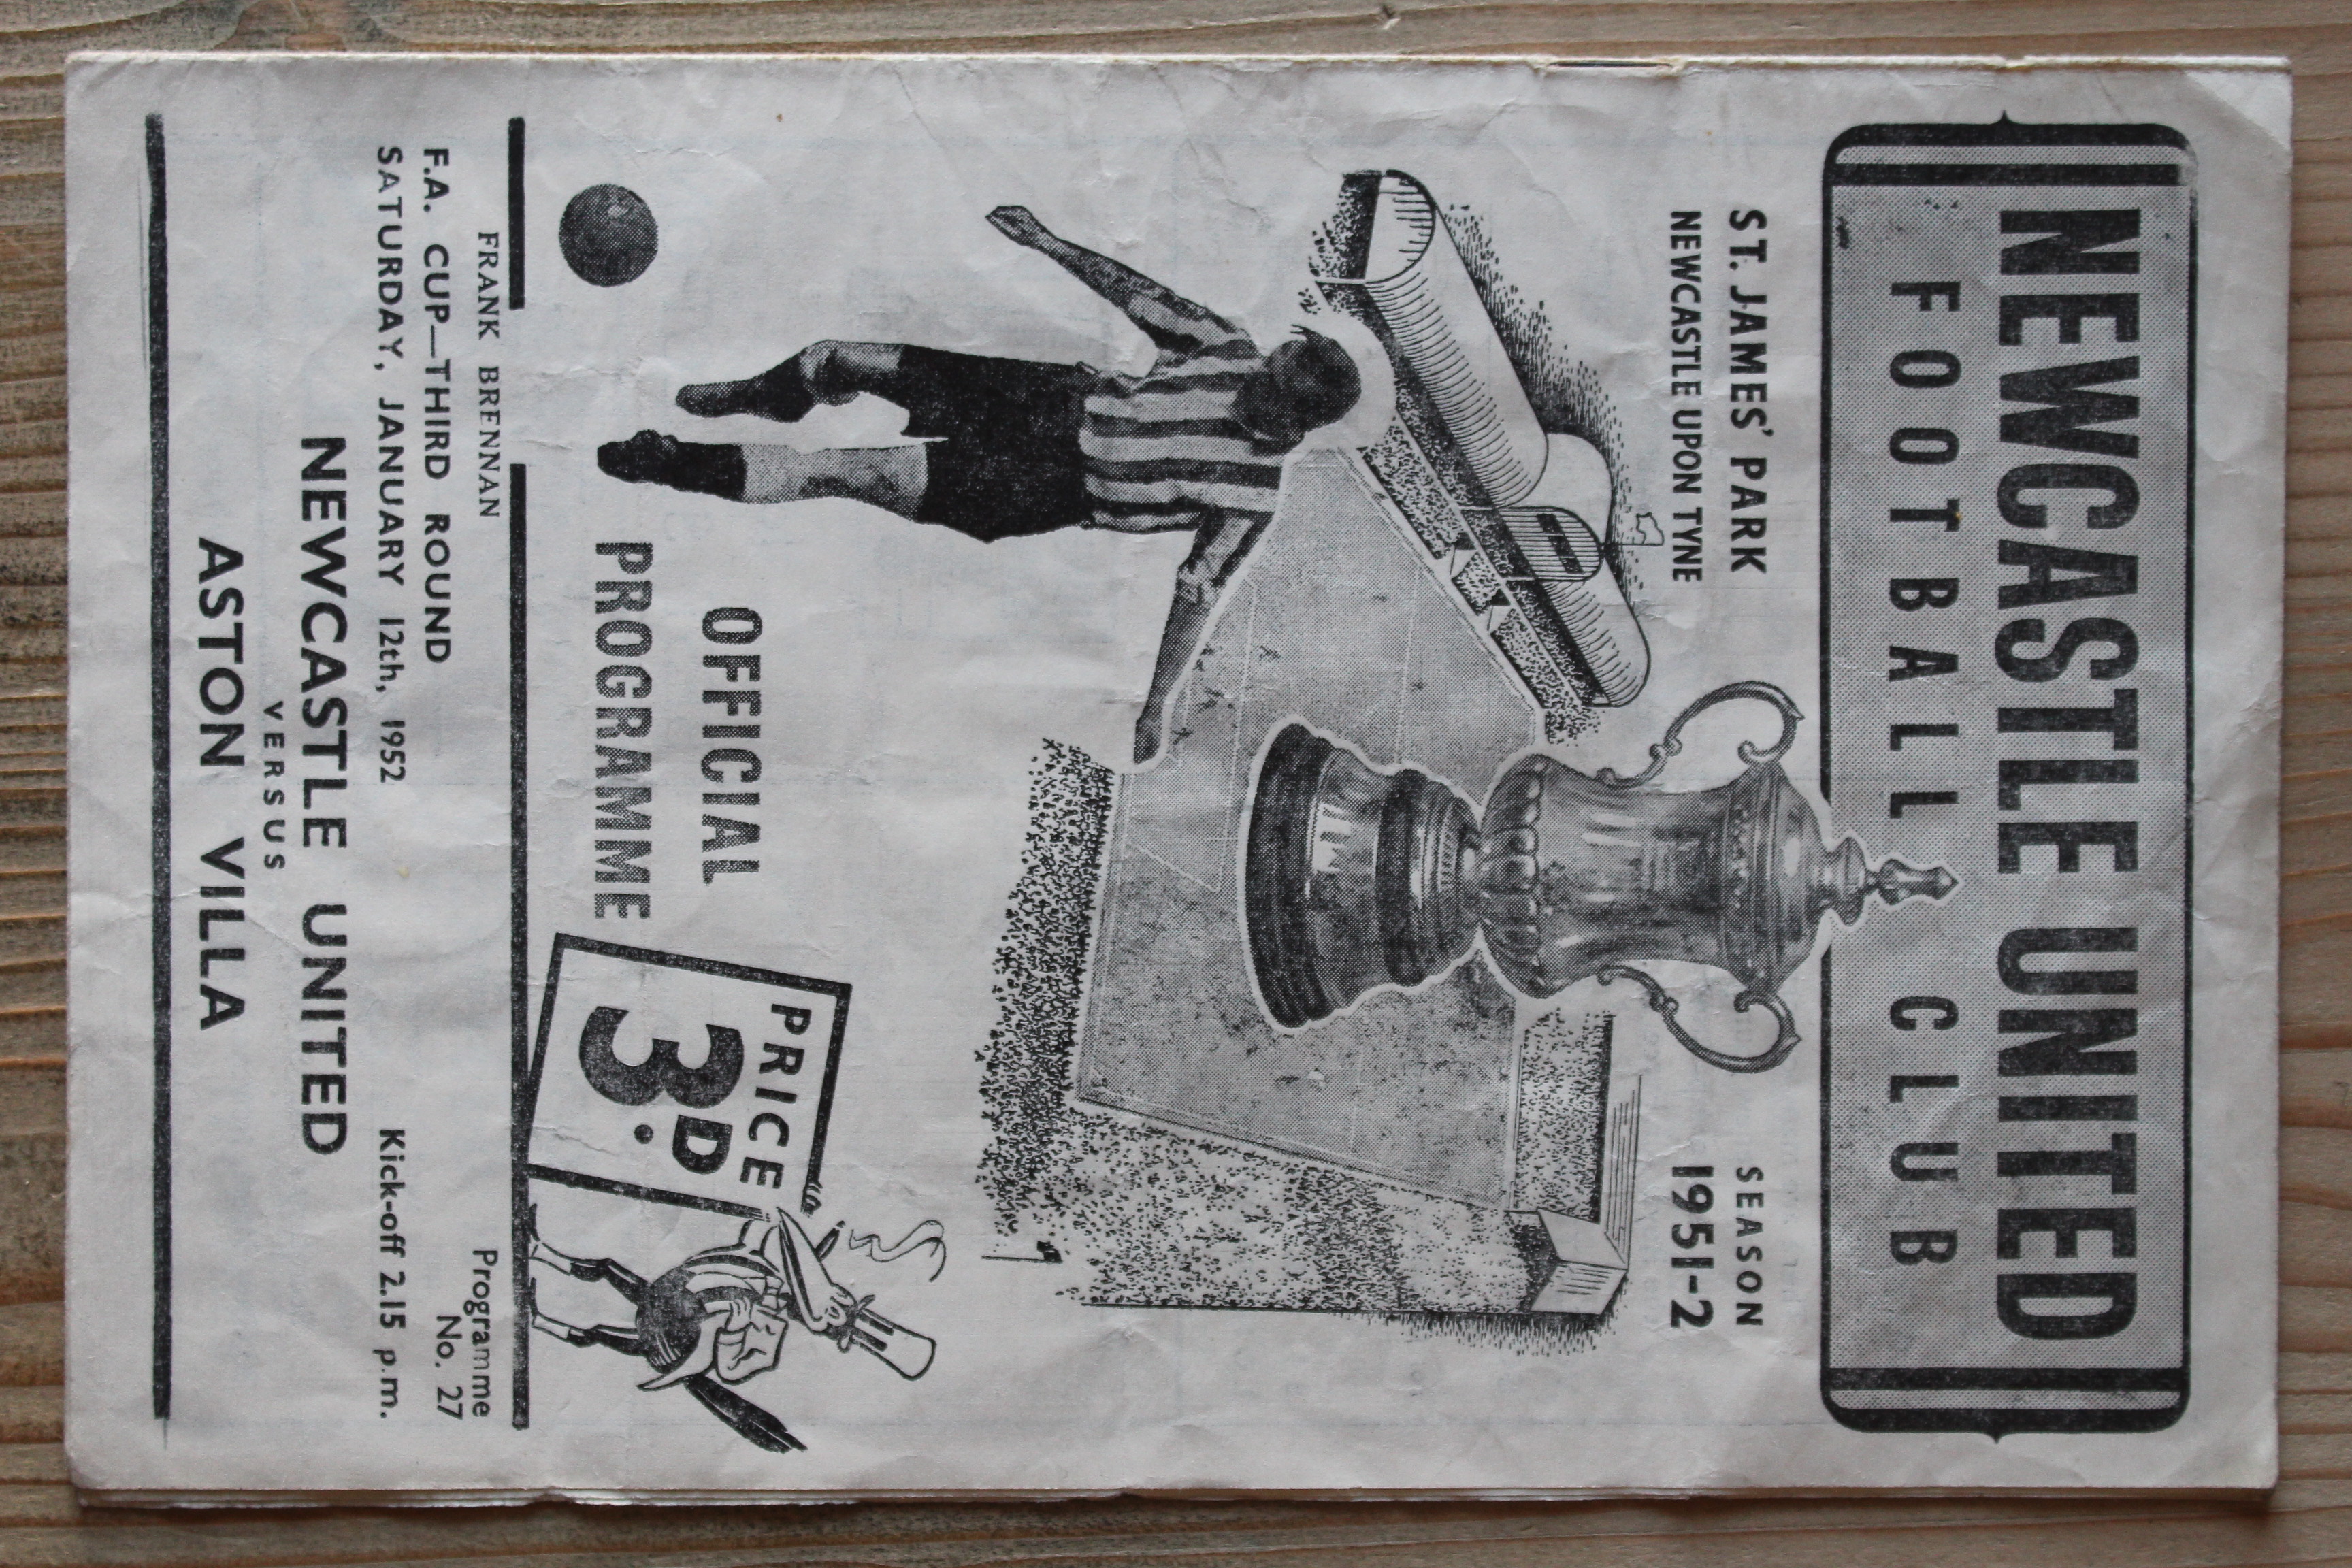 NEWCASTLE UNITED
FOOTBALL CLUB
ST. JAMES' PARK
NEWCASTLE UPON TYNE
SEASON
1951-2
OFFICIAL
PROGRAMME
PRICE
3D.
FRANK BRENNAN
Programme
No. 27
F.A. CUP—THIRD ROUND
SATURDAY, JANUARY 12th, 1952
Kick-off 2.15 p.m.
NEWCASTLE UNITED
VERSUS
ASTON VILLA